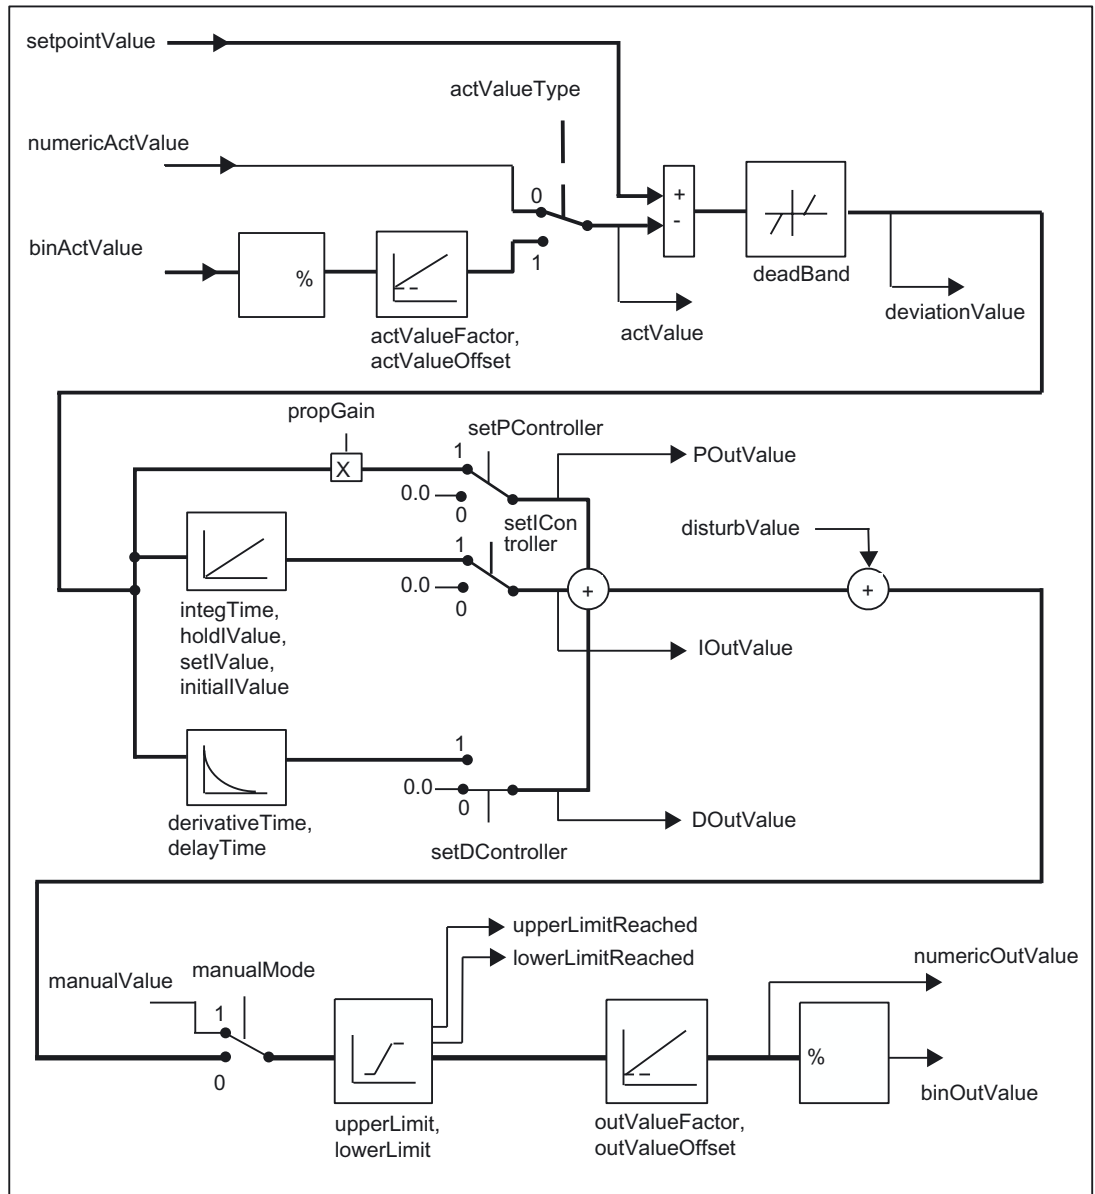 setpointValue
actValueType
numericActValue
0
+
-
binActValue
%
1
deadBand
deviationValue
actValue
actValueFactor,
actValueOffset
propGain
setPController
1
X
POutValue
0.0
0
setICon
troller
disturbValue
1
0.0
0
+
+
integTime,
holdIValue,
setIValue,
initialIValue
IOutValue
1
0.0
0
DOutValue
derivativeTime,
delayTime
setDController
upperLimitReached
lowerLimitReached
numericOutValue
manualMode
manualValue
1
0
%
binOutValue
upperLimit,
lowerLimit
outValueFactor,
outValueOffset